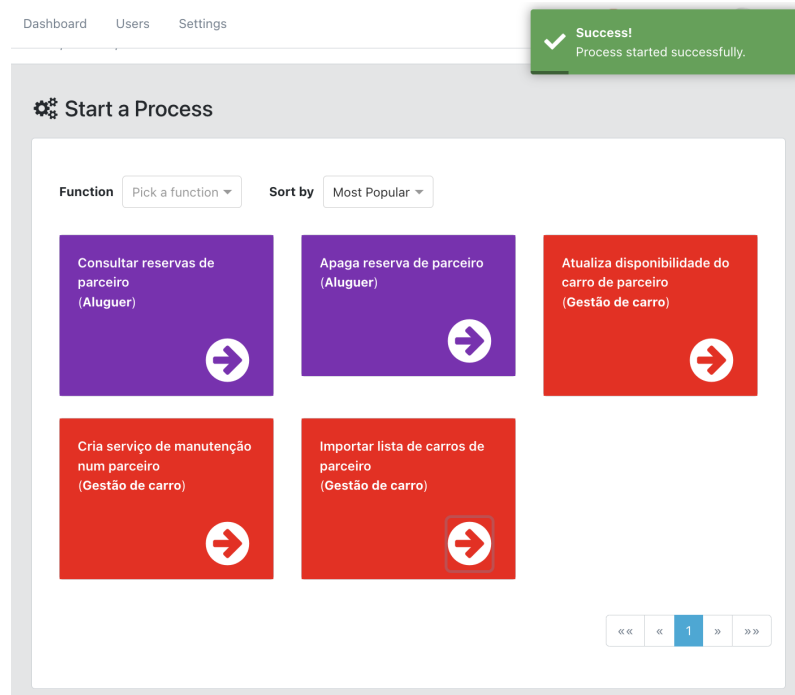 Dashboard Users Settings
Success!
Process started successfully.
Start a Process
Function Pick a function Sort by Most Popular
Consultar reservas de
parceiro
(Aluguer)
Apaga reserva de parceiro
(Aluguer)
Atualiza disponibilidade do
carro de parceiro
(Gestão de carro)
Cria serviço de manutenção
num parceiro
(Gestão de carro)
Importar lista de carros de
parceiro
(Gestão de carro)
«« « 1 » »»